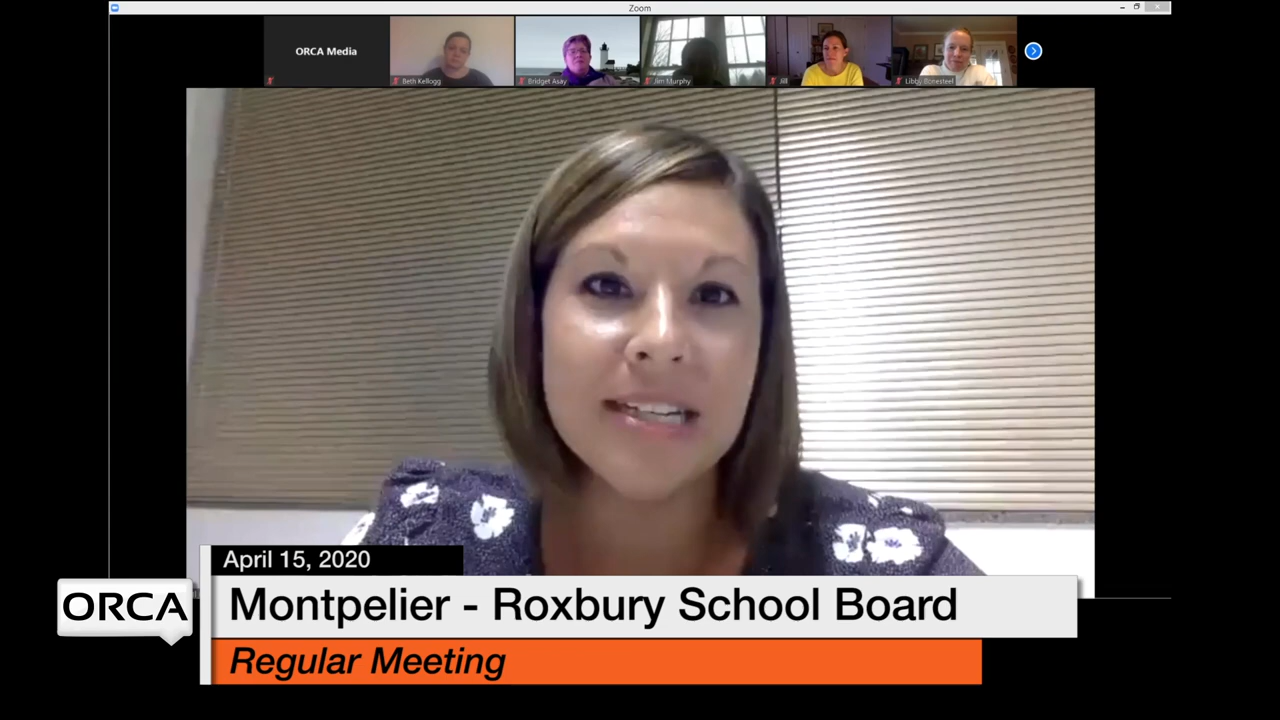 Zoom
ORCA Media
Beth Kellogg
Bridget Asay
Jim Murphy
Jill
Libby Bonesteel
April 15, 2020
ORCA
Montpelier - Roxbury School Board
Regular Meeting